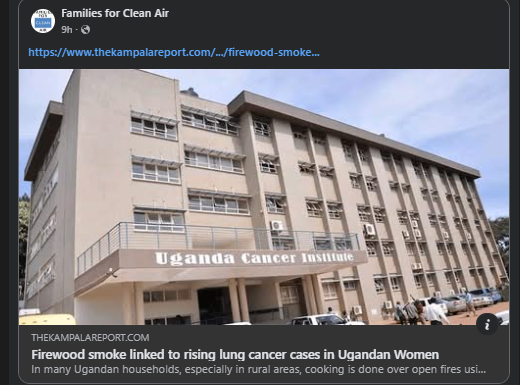 Families for Clean Air
9h ·
https://www.thekampalareport.com/.../firewood-smoke...
CLEAN
Uganda Cancer Institute
i
THEKAMPALAREPORT.COM
Firewood smoke linked to rising lung cancer cases in Ugandan Women
In many Ugandan households, especially in rural areas, cooking is done over open fires usi...